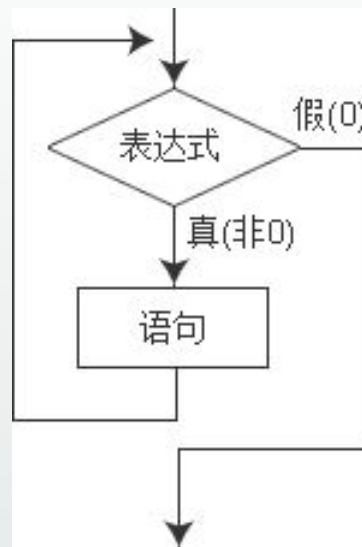 假(0)
表达式
真(非0)
语句